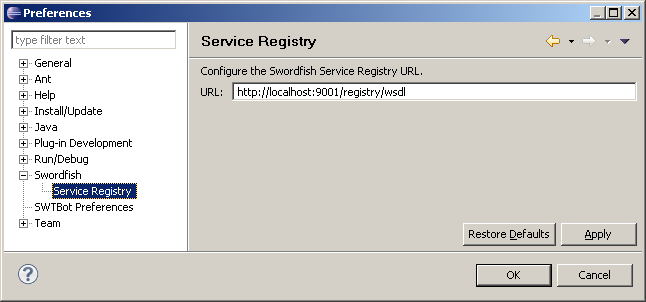 Preferences
type filter text
General
Ant
Help
Install/Update
Java
Plug-in Development
Run/Debug
Swordfish
Service Registry
SWTBot Preferences
Team
Service Registry
Configure the Swordfish Service Registry URL.
URL: http://localhost:9001/registry/wsdl
Restore Defaults Apply
OK Cancel